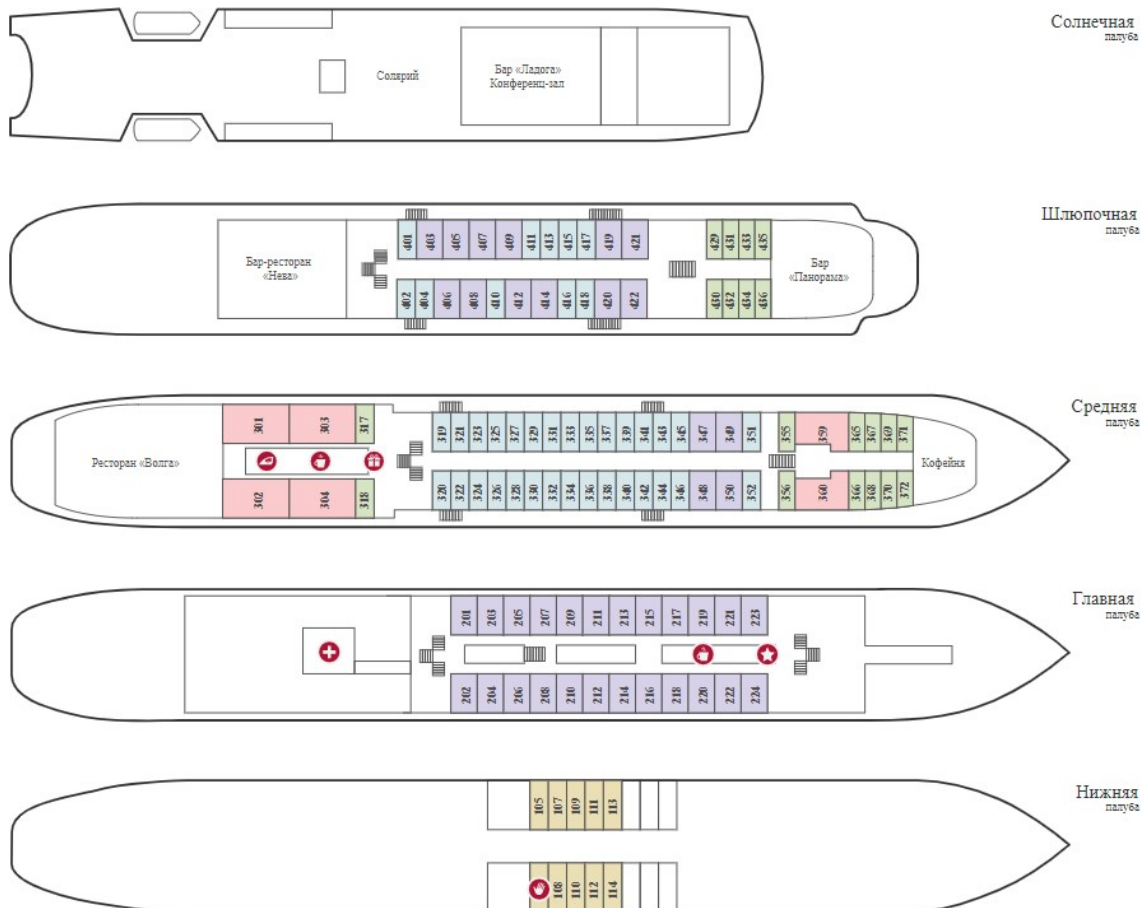 Солнечная
палуба
Солярий
Бар «Ладога»
Конференц-зал
Шлюпочная
палуба
Бар-ресторан
«Нева»
401 403 405 407 409 411 413 415 417 419 421 429 431 433 435
402 404 406 408 410 412 414 416 418 420 422 430 432 434 436
Бар
«Панорама»
Средняя
палуба
Ресторан «Волга»
301 303 317 319 321 323 325 327 329 331 333 335 337 339 341 343 345 347 349 351 355 359 365 367 369 371
302 304 318 320 322 324 326 328 330 332 334 336 338 340 342 344 346 348 350 352 356 360 366 368 370 372
Кофейня
Главная
палуба
201 203 205 207 209 211 213 215 217 219 221 223
202 204 206 208 210 212 214 216 218 220 222 224
Нижняя
палуба
105 107 109 111 113
108 110 112 114